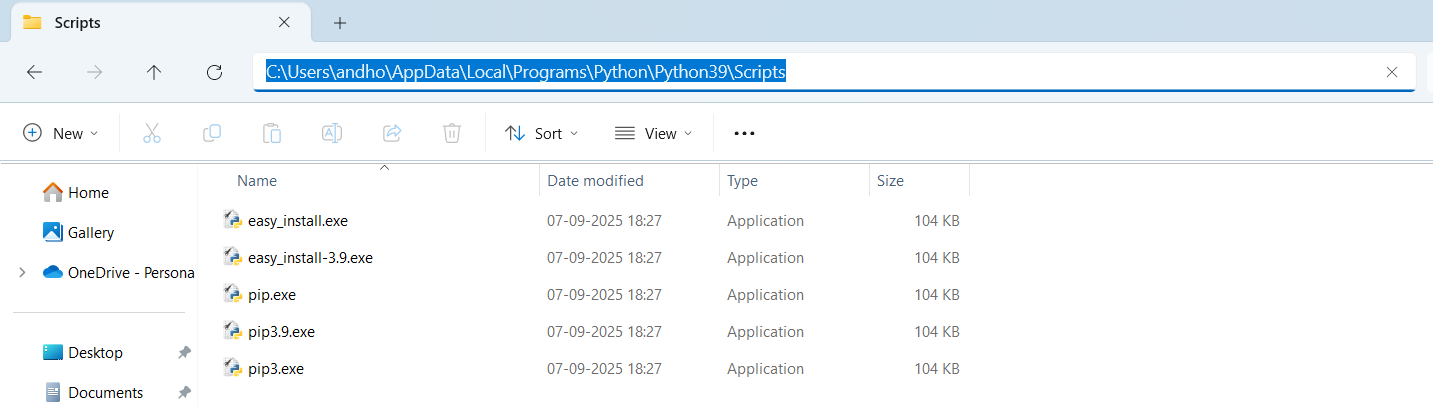 Scripts
C:\Users\andho\AppData\Local\Programs\Python\Python39\Scripts
New Sort View
Name Date modified Type Size
Home
Gallery
OneDrive - Persona
Desktop
Documents
easy_install.exe 07-09-2025 18:27 Application 104 KB
easy_install-3.9.exe 07-09-2025 18:27 Application 104 KB
pip.exe 07-09-2025 18:27 Application 104 KB
pip3.9.exe 07-09-2025 18:27 Application 104 KB
pip3.exe 07-09-2025 18:27 Application 104 KB